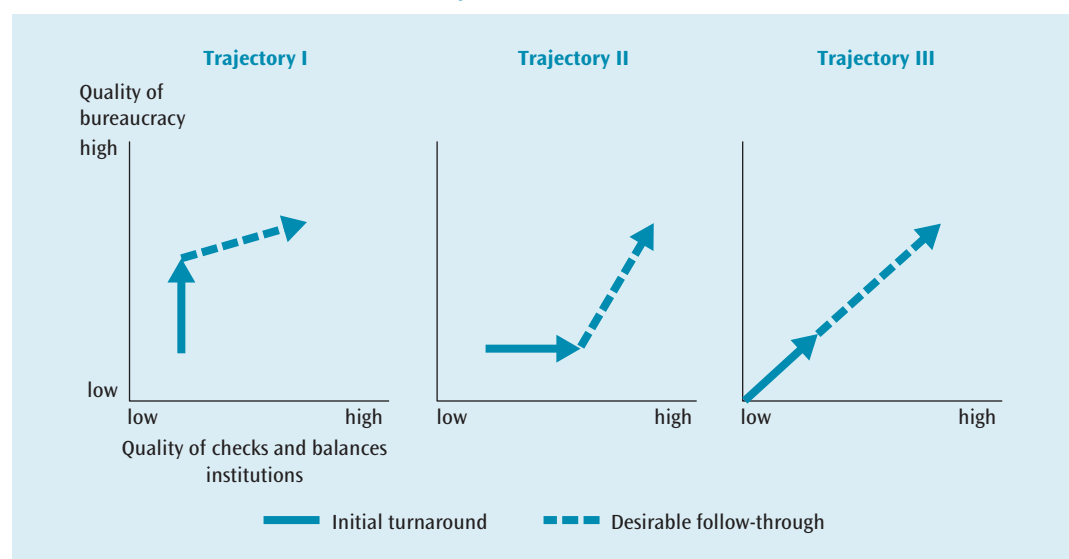 Trajectory I
Trajectory II
Trajectory III
Quality of
bureaucracy
high
low
low
high
low
high
low
high
Quality of checks and balances
institutions
Initial turnaround
Desirable follow-through